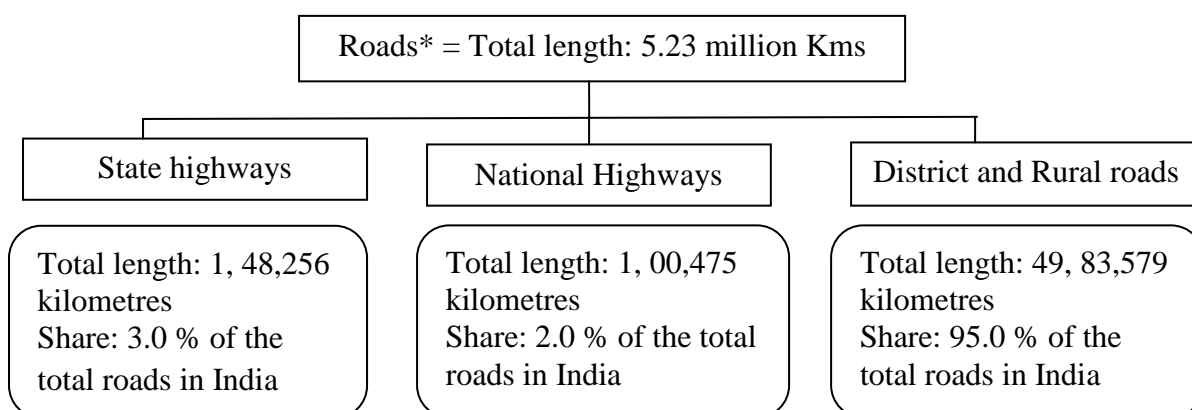 Roads* = Total length: 5.23 million Kms
State highways
National Highways
District and Rural roads
Total length: 1, 48,256
kilometres
Share: 3.0 % of the
total roads in India
Total length: 1, 00,475
kilometres
Share: 2.0 % of the total
roads in India
Total length: 49, 83,579
kilometres
Share: 95.0 % of the
total roads in India